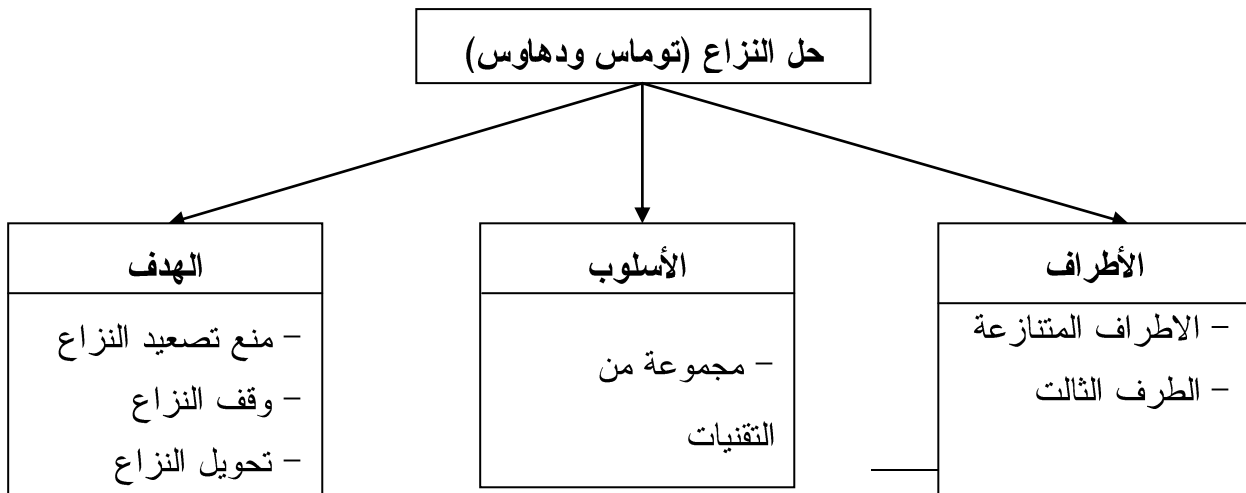 حل النزاع (توماس ودهاوس)
الأطراف
– الاطراف المتنازعة
– الطرف الثالث
الأسلوب
– مجموعة من
التقنيات
الهدف
– منع تصعيد النزاع
– وقف النزاع
– تحويل النزاع